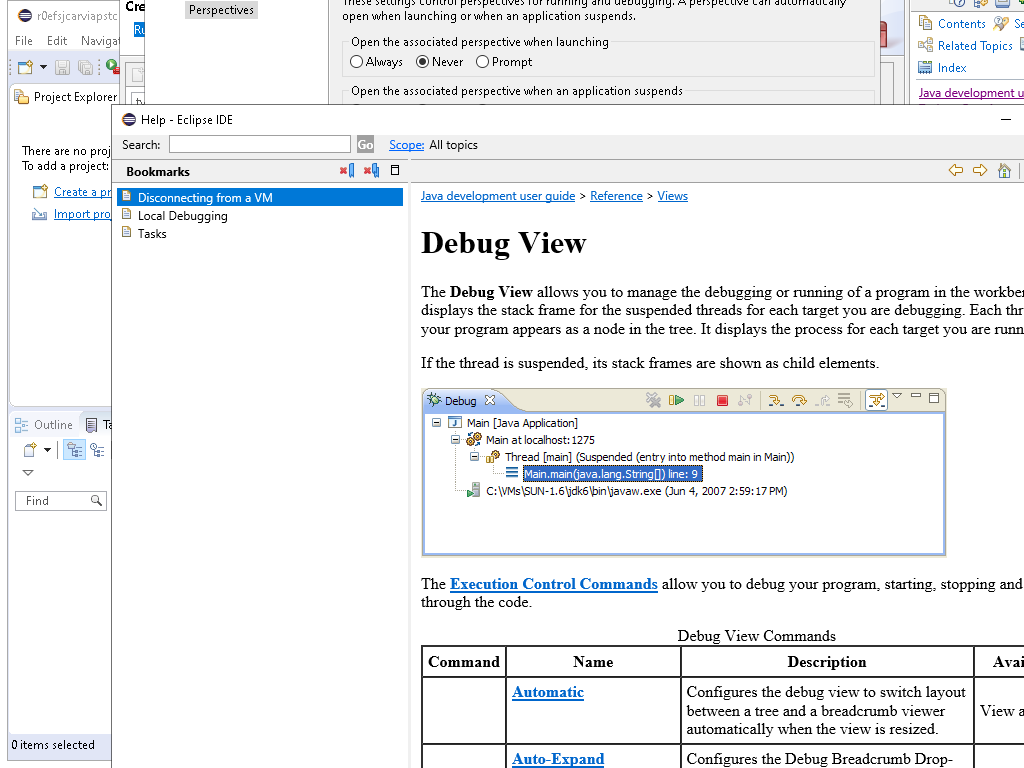 r0efsjcarviapstc
File Edit Naviga
Project Explorer
There are no proj
To add a project:
Create a pr
Import pro
Outline
Find
0 items selected
Cre
Ru
Perspectives
These settings control perspectives for running and debugging. A perspective can automatically
open when launching or when an application suspends.
Open the associated perspective when launching
Always Never Prompt
Open the associated perspective when an application suspends
Contents Se
Related Topics
Index
Java development u
Help - Eclipse IDE
Search: Go Scope: All topics
Bookmarks
Disconnecting from a VM
Local Debugging
Tasks
Java development user guide > Reference > Views
Debug View
The Debug View allows you to manage the debugging or running of a program in the workben
displays the stack frame for the suspended threads for each target you are debugging. Each thr
your program appears as a node in the tree. It displays the process for each target you are runn
If the thread is suspended, its stack frames are shown as child elements.
Debug
Main [Java Application]
Main at localhost:1275
Thread [main] (Suspended (entry into method main in Main))
Main.main(java.lang.String[]) line: 9
C:\VMs\SUN-1.6\jdk6\bin\javaw.exe (Jun 4, 2007 2:59:17 PM)
The Execution Control Commands allow you to debug your program, starting, stopping and
through the code.
Debug View Commands
Command Name Description Avai
Automatic Configures the debug view to switch layout
between a tree and a breadcrumb viewer
automatically when the view is resized.
View a
Auto-Expand Configures the Debug Breadcrumb Drop-